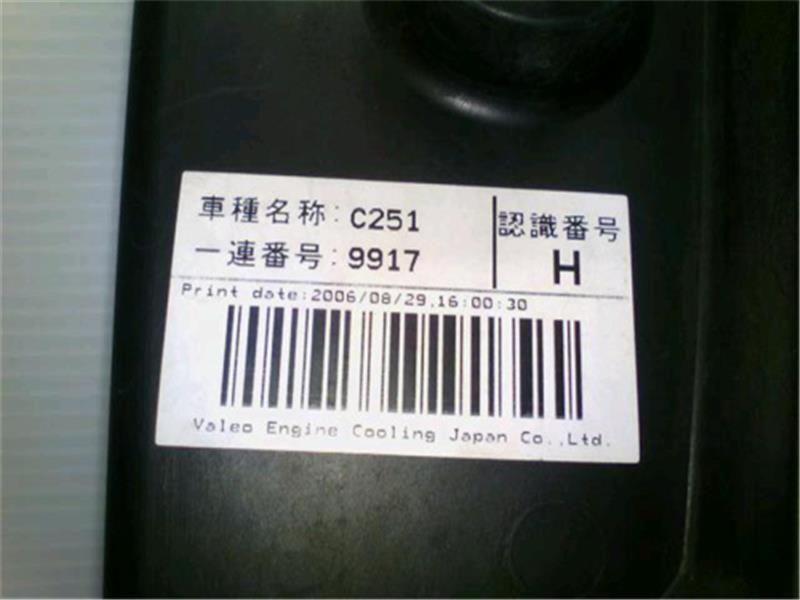 車種名称: C251
一連番号: 9917
認識番号
H
Print date:2006/08/29,16:00:30
Valeo Engine Cooling Japan Co.,Ltd.